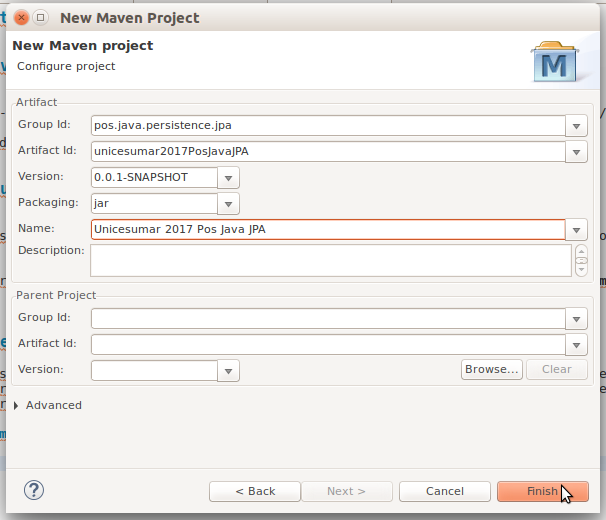 New Maven Project
New Maven project
Configure project
M
Artifact
Group Id: pos.java.persistence.jpa
Artifact Id: unicesumar2017PosJavaJPA
Version: 0.0.1-SNAPSHOT
Packaging: jar
Name: Unicesumar 2017 Pos Java JPA
Description:
Parent Project
Group Id:
Artifact Id:
Version: Browse... Clear
Advanced
? < Back Next > Cancel Finish